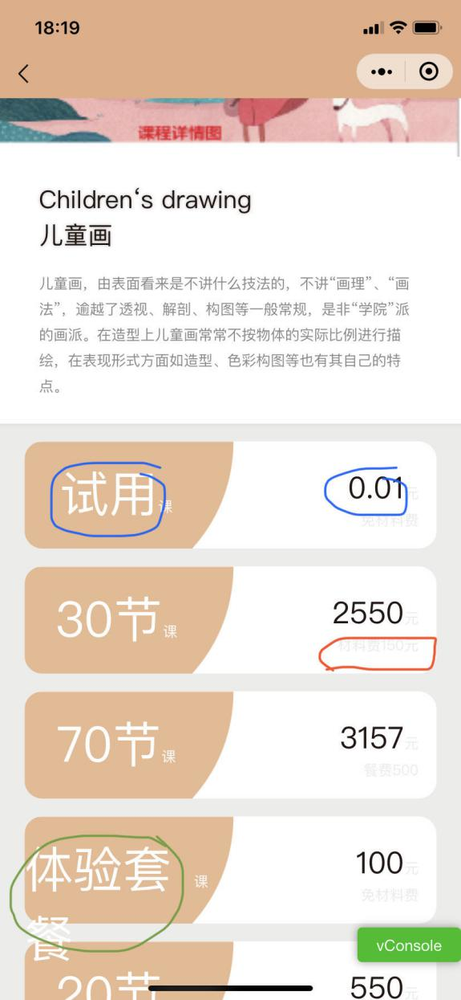 18:19
课程详情图
Children‘s drawing
儿童画
儿童画，由表面看来是不讲什么技法的，不讲“画理”、“画
法”，逾越了透视、解剖、构图等一般常规，是非“学院”派
的画派。在造型上儿童画常常不按物体的实际比例进行描
绘，在表现形式方面如造型、色彩构图等也有其自己的特
点。
试用课
0.01元
免材料费
30节课
2550元
材料费150元
70节课
3157元
餐费500
体验套 课
餐
100元
免材料费
vConsole
20节
550元